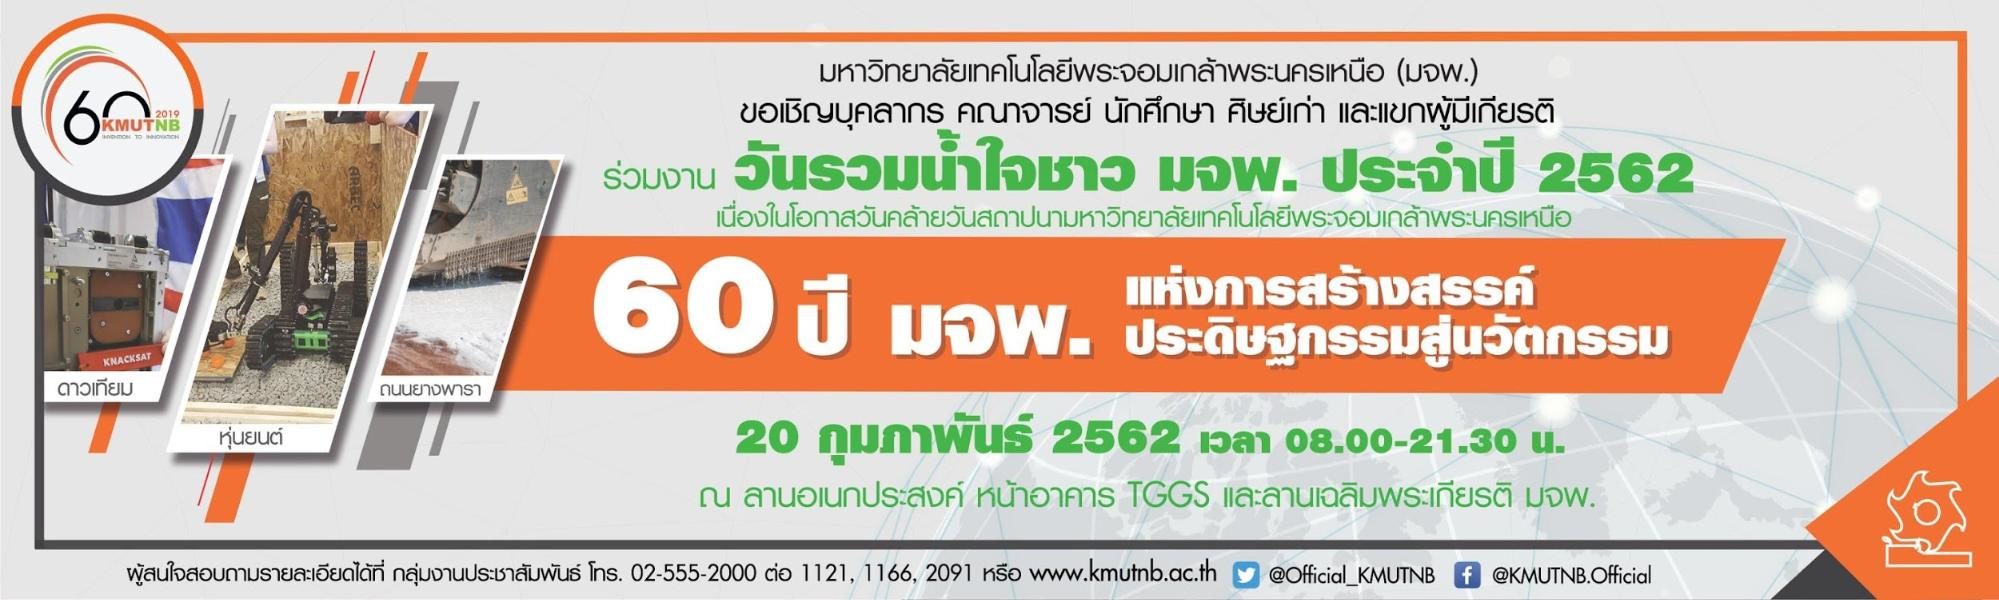 มหาวิทยาลัยเทคโนโลยีพระจอมเกล้าพระนครเหนือ (มจพ.)
ขอเชิญบุคลากร คณาจารย์ นักศึกษา ศิษย์เก่า และแขกผู้มีเกียรติ
ร่วมงาน วันรวมน้ำใจชาว มจพ. ประจำปี 2562
เนื่องในโอกาสวันคล้ายวันสถาปนามหาวิทยาลัยเทคโนโลยีพระจอมเกล้าพระนครเหนือ
60 2019
KMUTNB
INVENTION TO INNOVATION
KNACKSAT
ดาวเทียม
หุ่นยนต์
ถนนยางพารา
60 ปี มจพ. แห่งการสร้างสรรค์
ประดิษฐกรรมสู่นวัตกรรม
20 กุมภาพันธ์ 2562 เวลา 08.00-21.30 น.
ณ ลานอเนกประสงค์ หน้าอาคาร TGGS และลานเฉลิมพระเกียรติ มจพ.
ผู้สนใจสอบถามรายละเอียดได้ที่ กลุ่มงานประชาสัมพันธ์ โทร. 02-555-2000 ต่อ 1121, 1166, 2091 หรือ www.kmutnb.ac.th @Official_KMUTNB @KMUTNB.Official